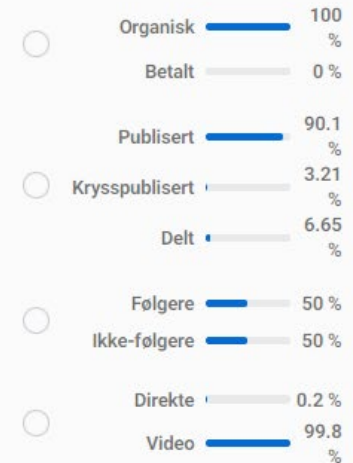 Organisk 100 %
Betalt 0 %
Publisert 90.1 %
Krysspublisert 3.21 %
Delt 6.65 %
Følgere 50 %
Ikke-følgere 50 %
Direkte 0.2 %
Video 99.8 %